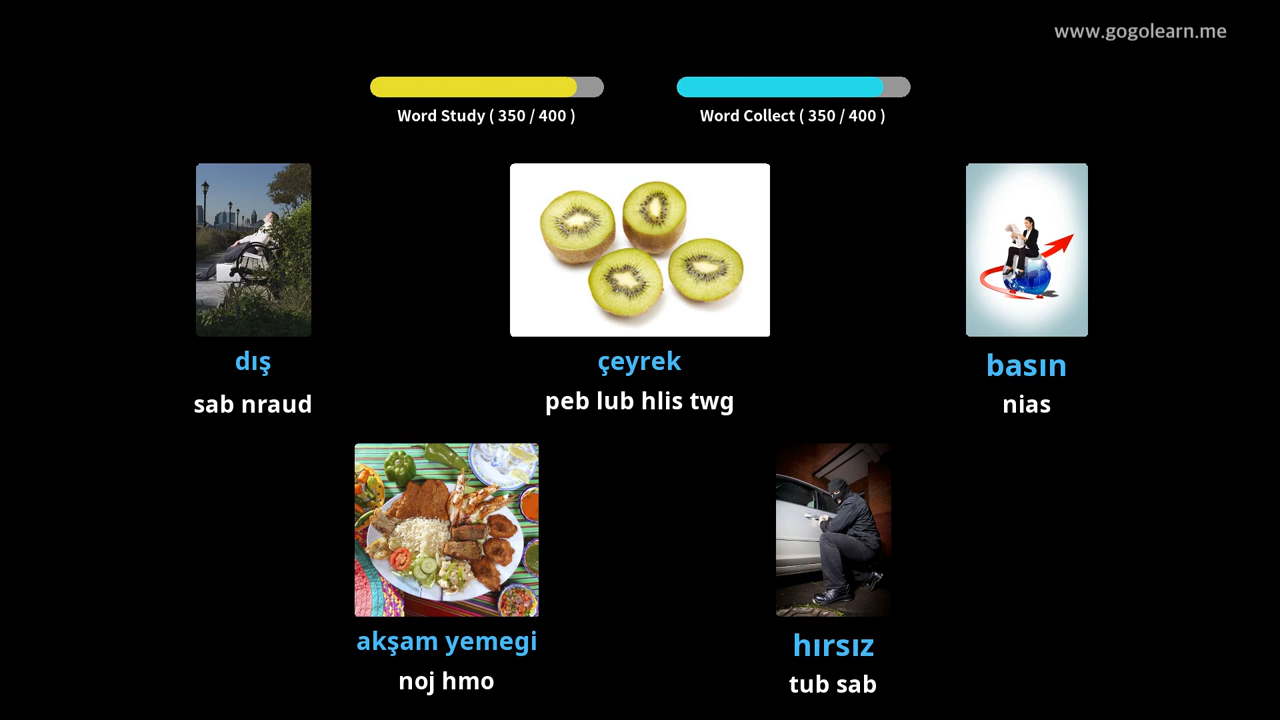 www.gogolearn.me
Word Study ( 350 / 400 )
Word Collect ( 350 / 400 )
dış
çeyrek
basın
sab nraud
peb lub hlis twg
nias
akşam yemegi
hırsız
noj hmo
tub sab